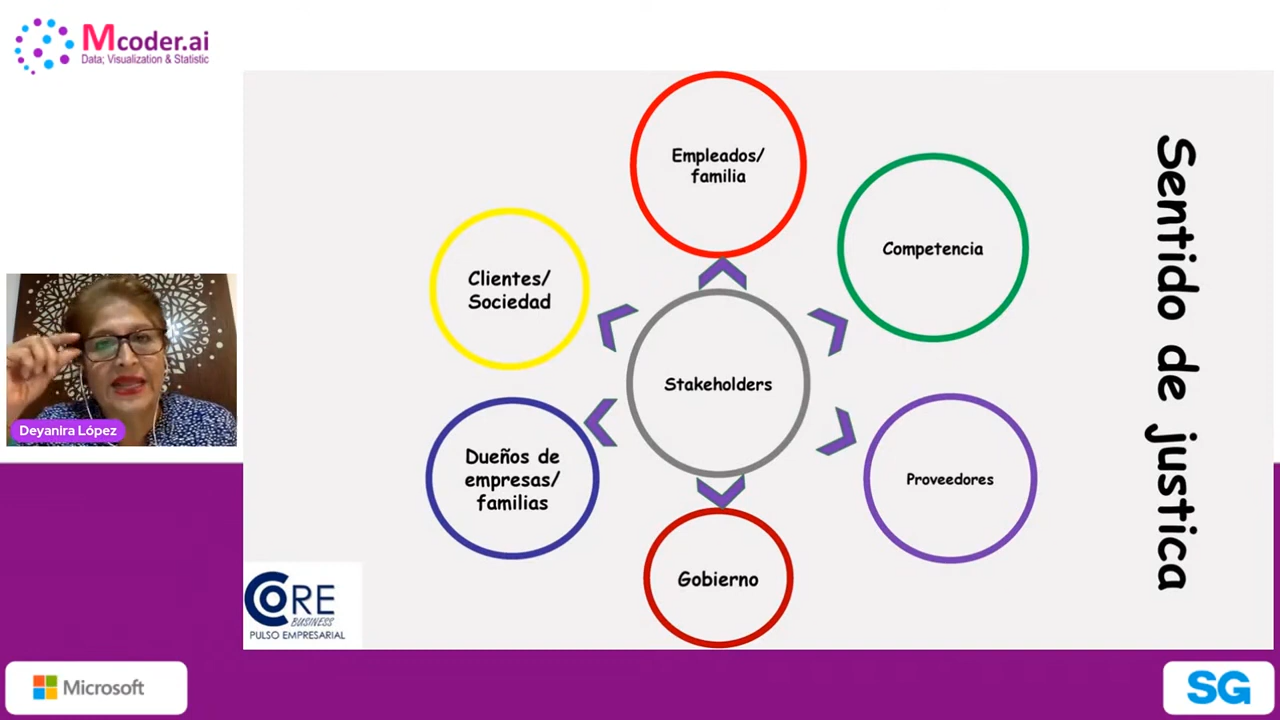 Mcoder.ai
Data; Visualization & Statistic
Empleados/
familia
Competencia
Clientes/
Sociedad
Stakeholders
Dueños de
empresas/
familias
Proveedores
Gobierno
Sentido de justica
Deyanira López
CORE
BUSINESS
PULSO EMPRESARIAL
Microsoft
SG